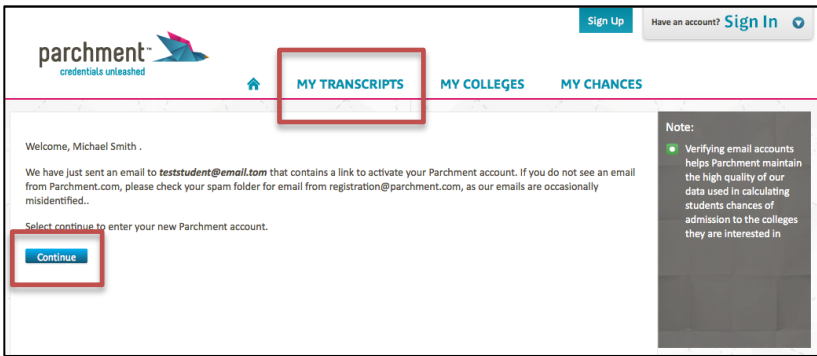 Sign Up
Have an account? Sign In
parchment™
credentials unleashed
MY TRANSCRIPTS
MY COLLEGES
MY CHANCES
Welcome, Michael Smith .
We have just sent an email to teststudent@email.tom that contains a link to activate your Parchment account. If you do not see an email
from Parchment.com, please check your spam folder for email from registration@parchment.com, as our emails are occasionally
misidentified..
Select continue to enter your new Parchment account.
Continue
Note:
Verifying email accounts
helps Parchment maintain
the high quality of our
data used in calculating
students chances of
admission to the colleges
they are interested in